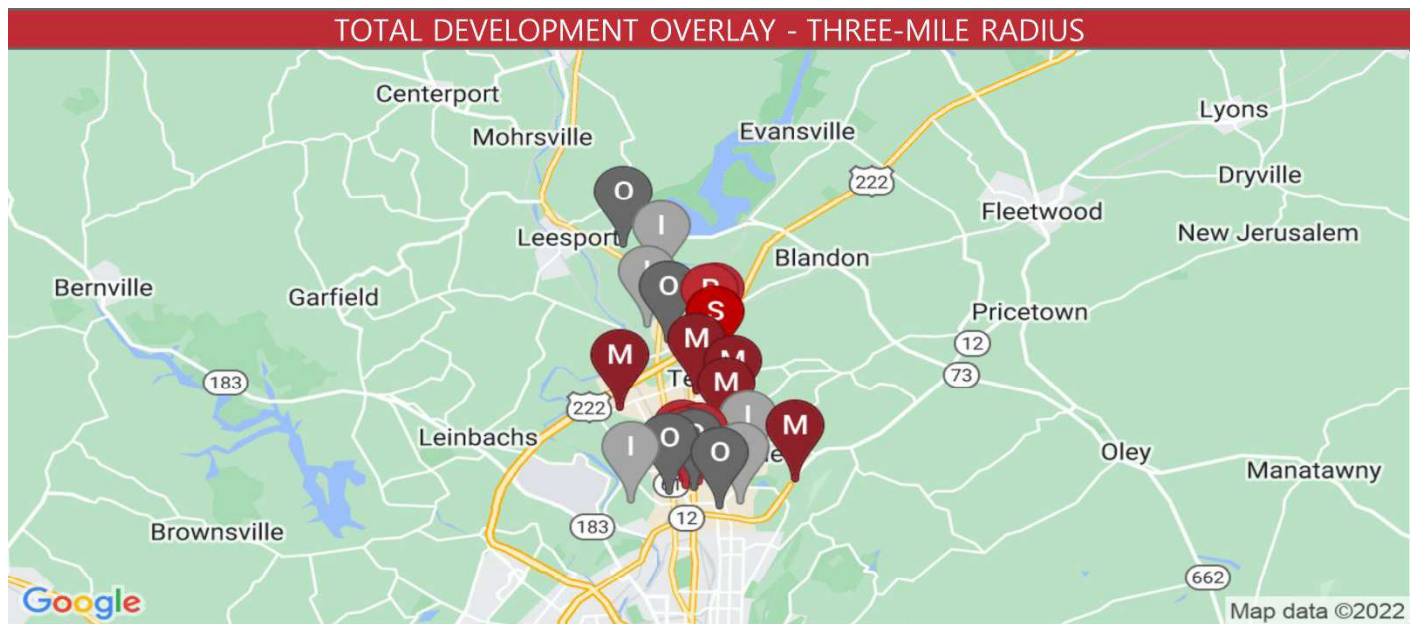 TOTAL DEVELOPMENT OVERLAY - THREE-MILE RADIUS
Centerport
Lyons
Mohrsville
Evansville
Dryville
222
O
Fleetwood
I
New Jerusalem
Leesport
Blandon
Bernville
O
Garfield
S
Pricetown
M
12
M
M
73
183
M
222
I
M
Leinbachs
O
I
O
Oley
Manatawny
12
183
Brownsville
662
Google
Map data ©2022